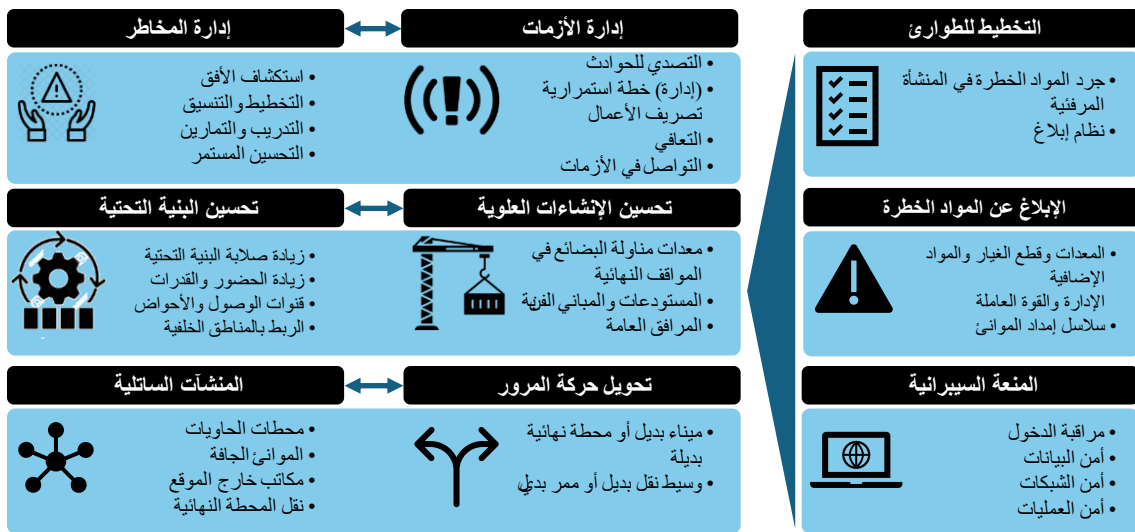 التخطيط للطوارئ
• جرد المواد الخطرة في المنشأة
المرفئية
• نظام إبلاغ
الإبلاغ عن المواد الخطرة
• المعدات وقطع الغيار والمواد
الإضافية
الإدارة والقوة العاملة
• سلاسل إمداد الموانئ
المنعة السيبرانية
• مراقبة الدخول
• أمن البيانات
• أمن الشبكات
• أمن العمليات
إدارة الأزمات
• التصدي للحوادث
• (إدارة) خطة استمرارية
تصريف الأعمال
• التعافي
• التواصل في الأزمات
إدارة المخاطر
• استكشاف الأفق
• التخطيط والتنسيق
• التدريب والتمارين
• التحسين المستمر
تحسين الإنشاءات العلوية
• معدات مناولة البضائع في
المواقف النهائية
• المستودعات والمباني
• المرافق العامة
تحسين البنية التحتية
• زيادة صلابة البنية التحتية
• زيادة الحضور والقدرات
• قنوات الوصول والأحواض
• الربط بالمناطق الخلفية
تحويل حركة المرور
• ميناء بديل أو محطة نهائية
بديلة
• وسيط نقل بديل أو ممر
المنشآت الساتلية
• محطات الحاويات
• الموانئ الجافة
• مكاتب خارج الموقع
• نقل المحطة النهائية